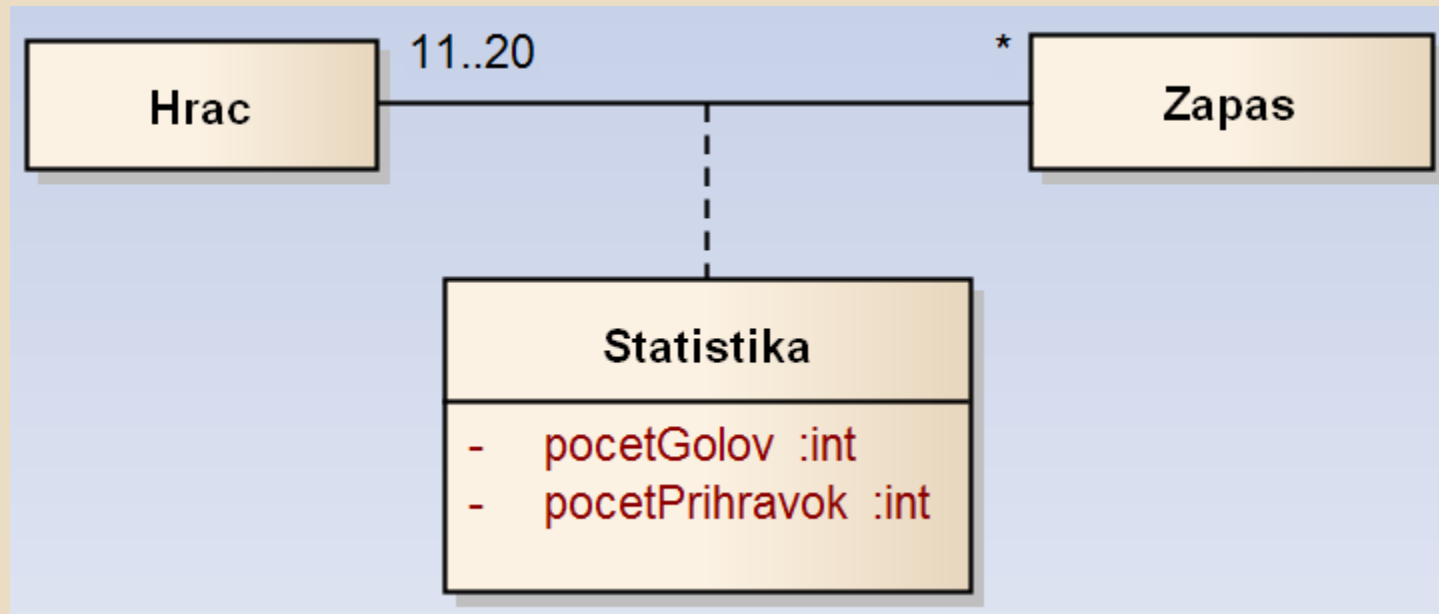 11..20
*
Hrac
Zapas
Statistika
- pocetGolov :int
- pocetPrihravok :int